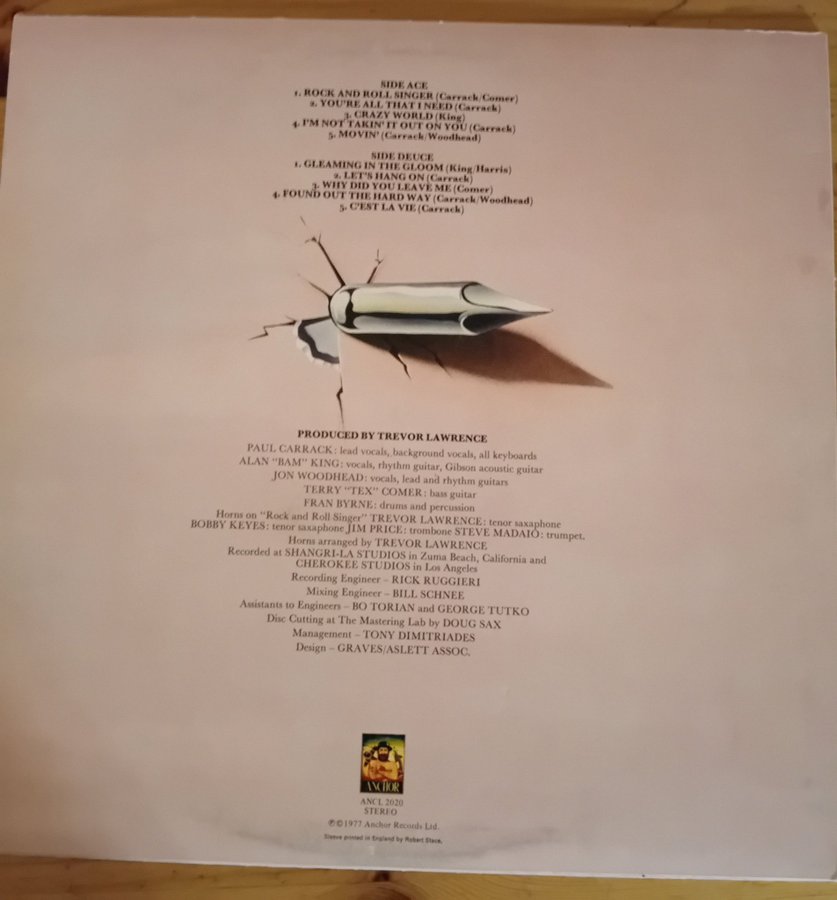 SIDE ACE
1. ROCK AND ROLL SINGER (Carrack/Comer)
2. YOU'RE ALL THAT I NEED (Carrack)
3. CRAZY WORLD (King)
4. I'M NOT TAKIN' IT OUT ON YOU (Carrack)
5. MOVIN' (Carrack/Woodhead)
SIDE DEUCE
1. GLEAMING IN THE GLOOM (King/Harris)
2. LET'S HANG ON (Carrack)
3. WHY DID YOU LEAVE ME (Comer)
4. FOUND OUT THE HARD WAY (Carrack/Woodhead)
5. C'EST LA VIE (Carrack)
PRODUCED BY TREVOR LAWRENCE
PAUL CARRACK: lead vocals, background vocals, all keyboards
ALAN "BAM" KING: vocals, rhythm guitar, Gibson acoustic guitar
JON WOODHEAD: vocals, lead and rhythm guitars
TERRY "TEX" COMER: bass guitar
FRAN BYRNE: drums and percussion
Horns on "Rock and Roll Singer" TREVOR LAWRENCE: tenor saxophone
BOBBY KEYES: tenor saxophone JIM PRICE: trombone STEVE MADAIO: trumpet.
Horns arranged by TREVOR LAWRENCE
Recorded at SHANGRI-LA STUDIOS in Zuma Beach, California and
CHEROKEE STUDIOS in Los Angeles
Recording Engineer – RICK RUGGIERI
Mixing Engineer – BILL SCHNEE
Assistants to Engineers – BO TORIAN and GEORGE TUTKO
Disc Cutting at The Mastering Lab by DOUG SAX
Management – TONY DIMITRIADES
Design – GRAVES/ASLETT ASSOC.
ANCHOR
ANCL 2020
STEREO
℗©1977 Anchor Records Ltd.
Sleeve printed in England by Robert Stace.